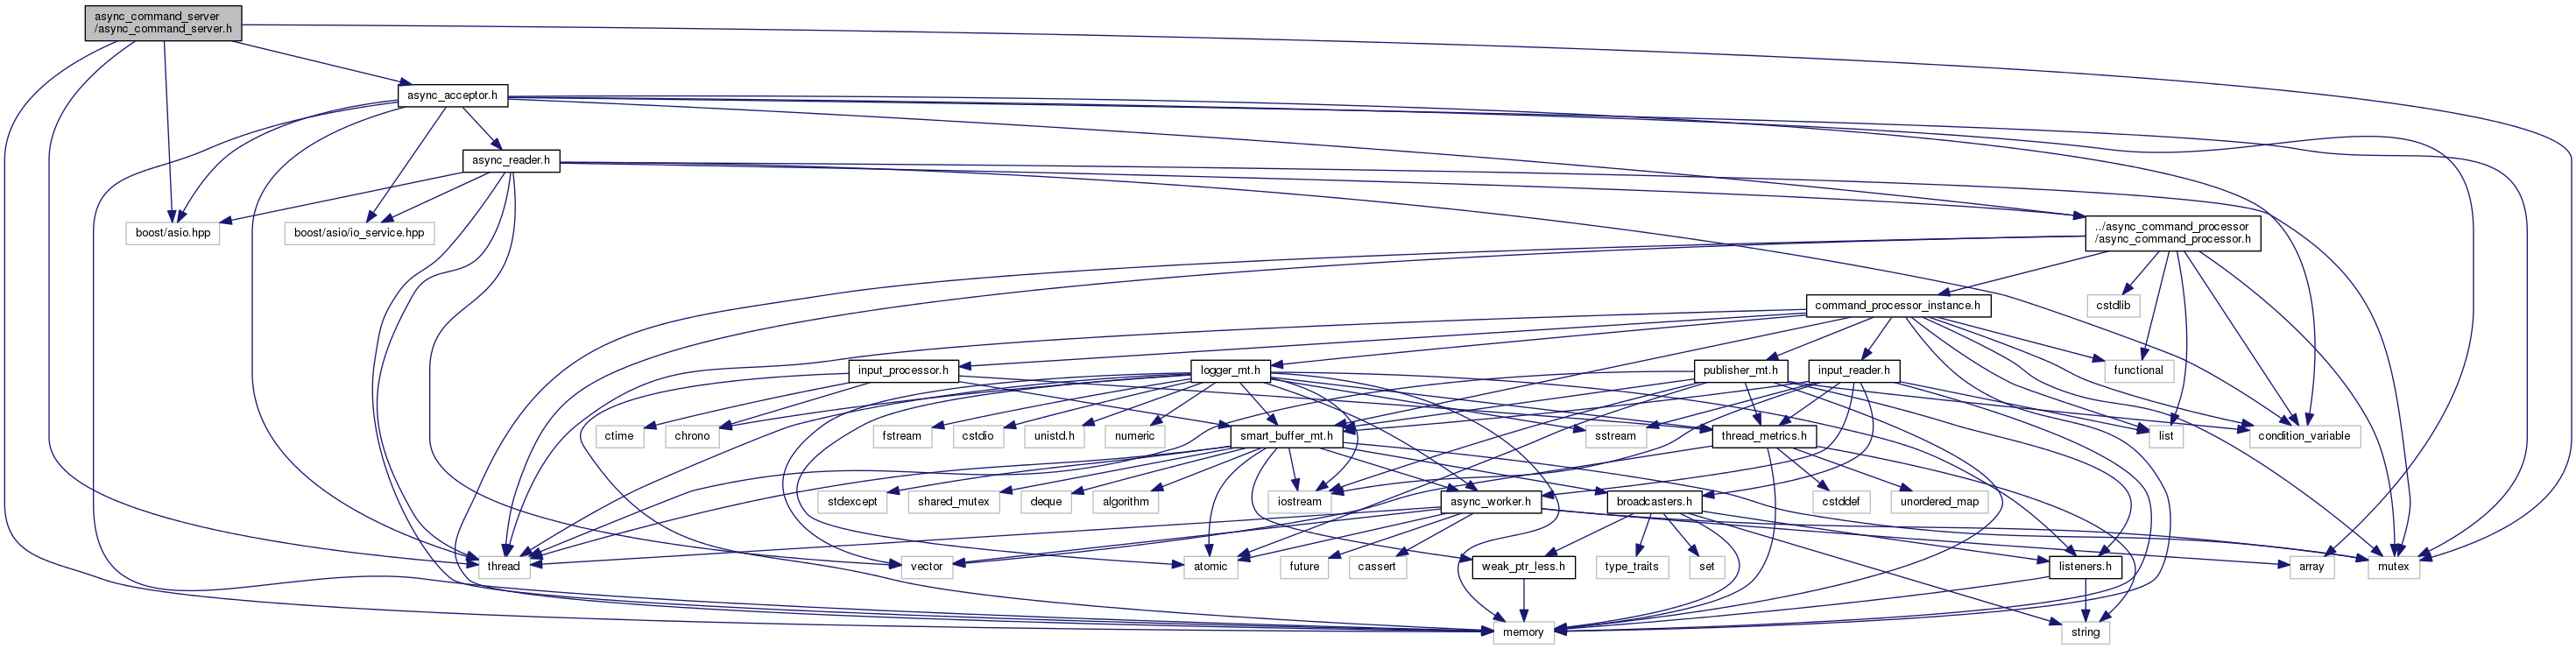 async_command_server
/async_command_server.h
async_acceptor.h
async_reader.h
boost/asio.hpp
boost/asio/io_service.hpp
../async_command_processor
/async_command_processor.h
command_processor_instance.h
cstdlib
input_processor.h
logger_mt.h
publisher_mt.h
input_reader.h
functional
ctime
chrono
fstream
cstdio
unistd.h
numeric
smart_buffer_mt.h
sstream
thread_metrics.h
list
condition_variable
stdexcept
shared_mutex
deque
algorithm
iostream
async_worker.h
broadcasters.h
cstddef
unordered_map
thread
vector
atomic
future
cassert
weak_ptr_less.h
type_traits
set
listeners.h
array
mutex
memory
string